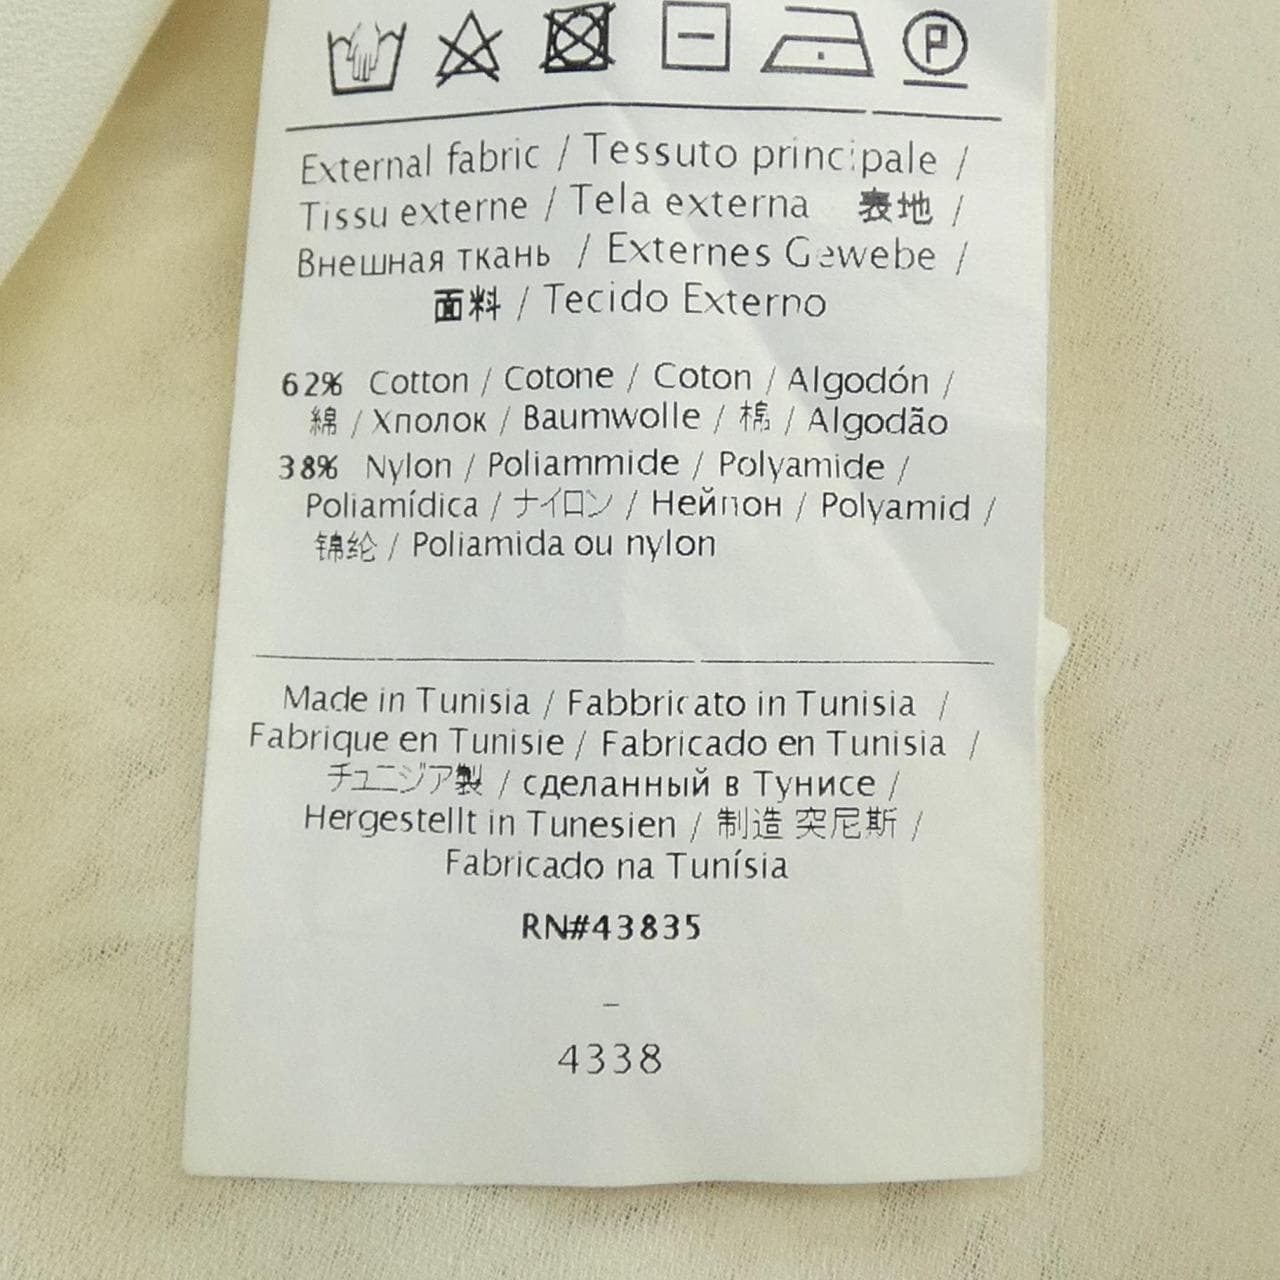 External fabric / Tessuto principale /
Tissu externe / Tela externa 表地 /
Внешная ткань / Externes Gewebe /
面料 / Tecido Externo
62% Cotton / Cotone / Coton / Algodón /
綿 / Хполок / Baumwolle / 棉 / Algodão
38% Nylon / Poliammide / Polyamide /
Poliamídica / ナイロン / Нейпон / Polyamid /
锦纶 / Poliamida ou nylon
Made in Tunisia / Fabbricato in Tunisia /
Fabrique en Tunisie / Fabricado en Tunisia /
チュニジア製 / сделанный в Тунисе /
Hergestellt in Tunesien / 制造 突尼斯 /
Fabricado na Tunísia
RN#43835
-
4338